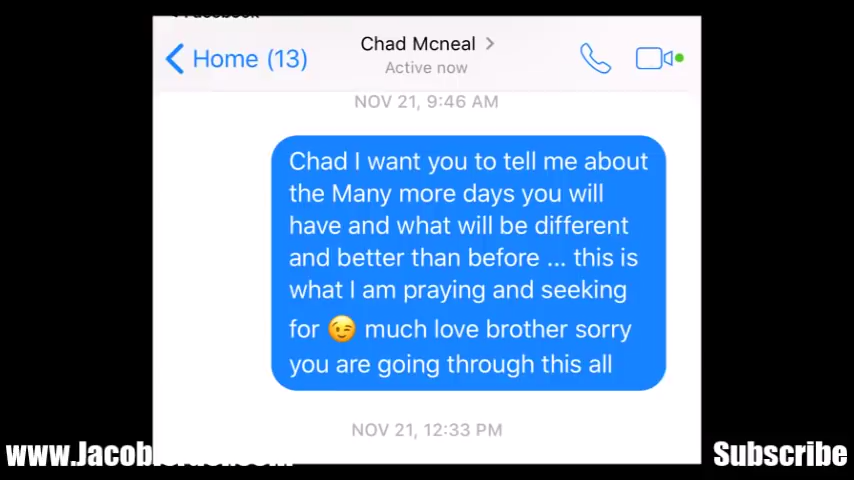 Home (13)
Chad Mcneal
Active now
NOV 21, 9:46 AM
Chad I want you to tell me about
the Many more days you will
have and what will be different
and better than before ... this is
what I am praying and seeking
for 😉 much love brother sorry
you are going through this all
NOV 21, 12:33 PM
Subscribe